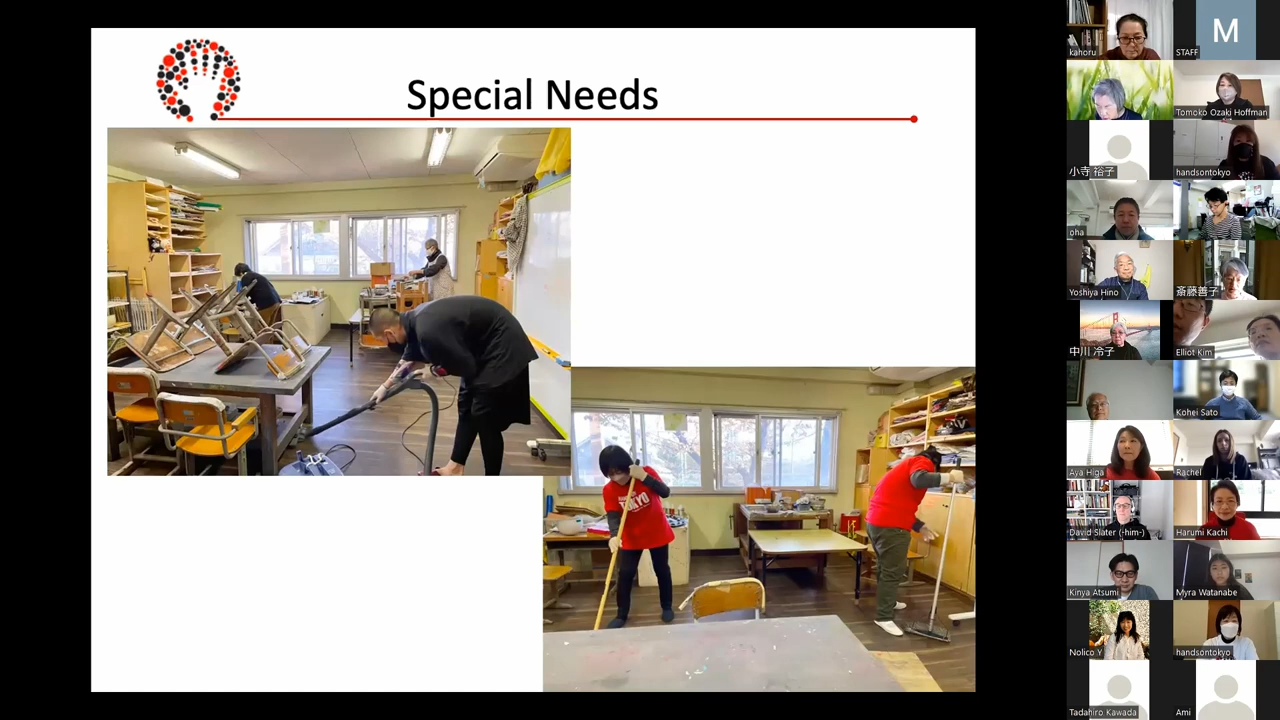 Special Needs
TOKYO
kahoru
M
STAFF
Tomoko Ozaki Hoffman
小寺 裕子
handsontokyo
oha
Yoshiya Hino
斎藤善子
中川 冷子
Elliot Kim
Kohei Sato
Aya Higa
Rachel
David Slater (-him-)
Harumi Kachi
Kinya Atsumi
Myra Watanabe
Nolico Y
handsontokyo
Tadahiro Kawada
Ami